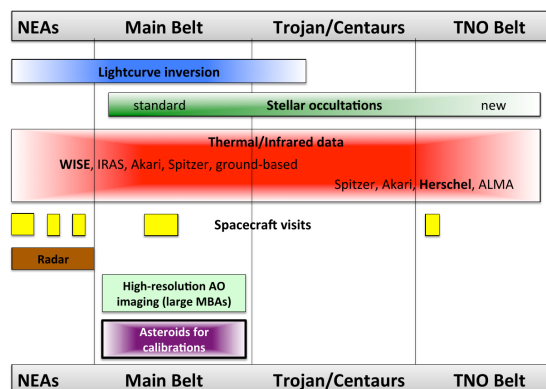 NEAs Main Belt Trojan/Centaurs TNO Belt
Lightcurve inversion
standard Stellar occultations new
Thermal/Infrared data
WISE, IRAS, Akari, Spitzer, ground-based
Spitzer, Akari, Herschel, ALMA
Spacecraft visits
Radar
High-resolution AO
imaging (large MBAs)
Asteroids for
calibrations
NEAs Main Belt Trojan/Centaurs TNO Belt